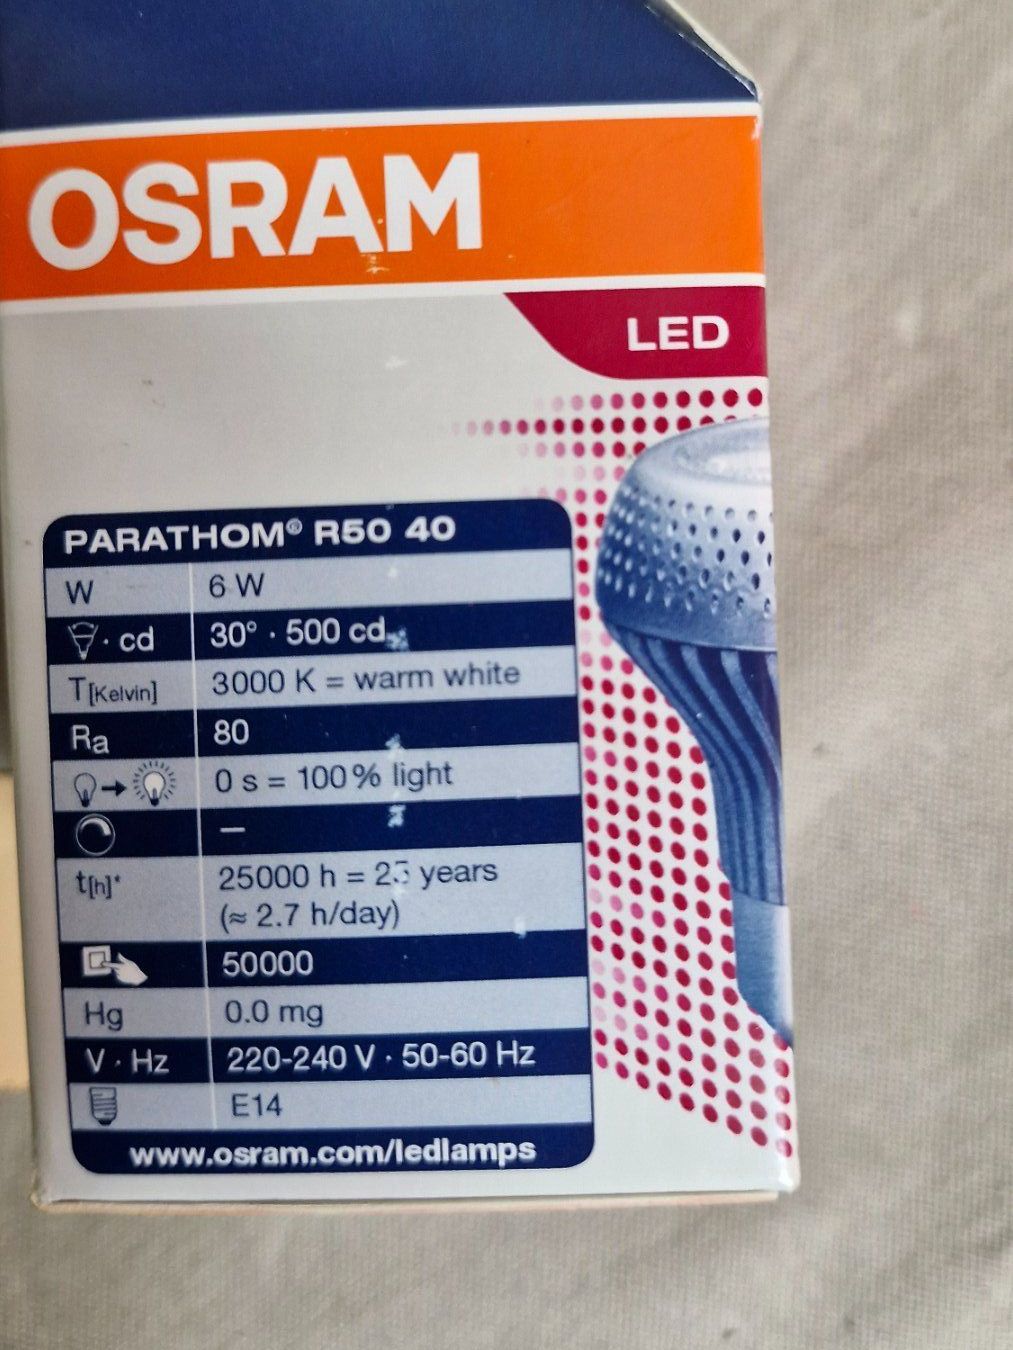 OSRAM
LED
PARATHOM® R50 40
W 6 W
· cd 30° · 500 cd
T[Kelvin] 3000 K = warm white
Ra 80
0 s = 100% light
—
t[h]* 25000 h = 25 years
(≈ 2.7 h/day)
50000
Hg 0.0 mg
V · Hz 220-240 V · 50-60 Hz
E14
www.osram.com/ledlamps